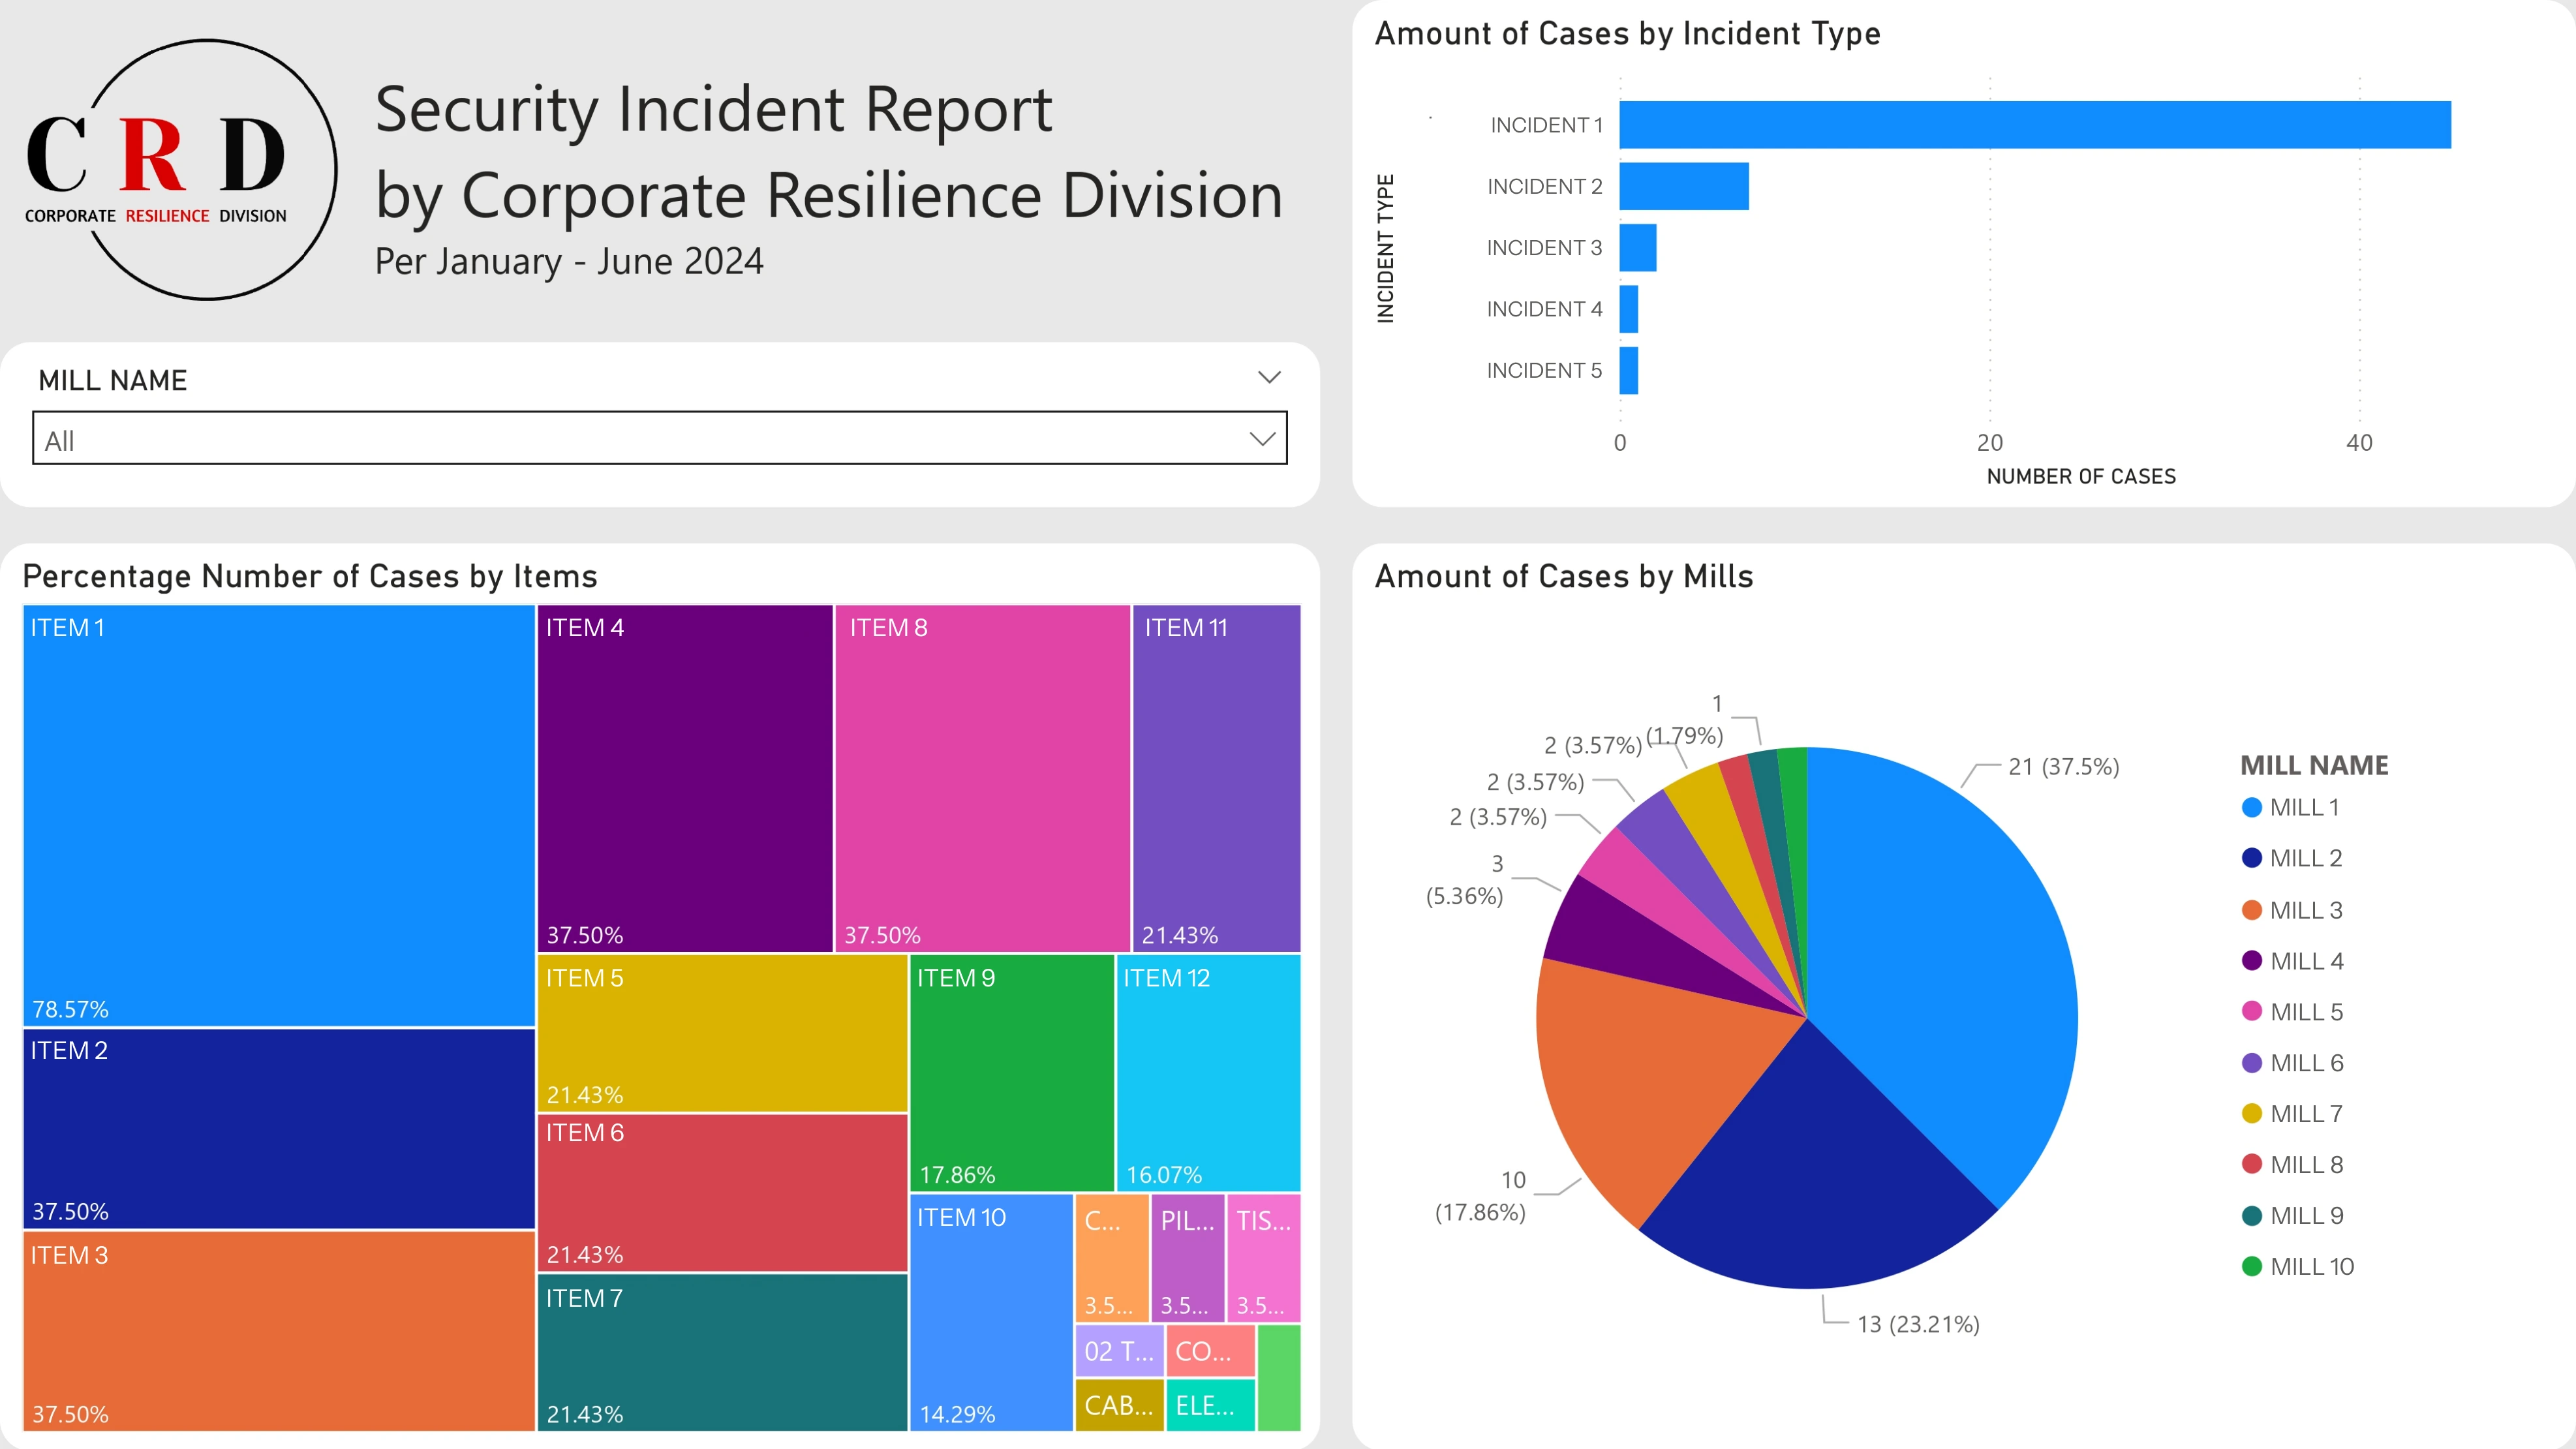 C R D
CORPORATE RESILIENCE DIVISION
Security Incident Report
by Corporate Resilience Division
Per January - June 2024
MILL NAME
All
Amount of Cases by Incident Type
INCIDENT TYPE
INCIDENT 1
INCIDENT 2
INCIDENT 3
INCIDENT 4
INCIDENT 5
0 20 40
NUMBER OF CASES
Percentage Number of Cases by Items
ITEM 1
78.57%
ITEM 2
37.50%
ITEM 3
37.50%
ITEM 4
37.50%
ITEM 8
37.50%
ITEM 11
21.43%
ITEM 5
21.43%
ITEM 6
21.43%
ITEM 7
21.43%
ITEM 9
17.86%
ITEM 12
16.07%
ITEM 10
14.29%
C...
3.5...
PIL...
3.5...
TIS...
3.5...
02 T...
CO...
CAB...
ELE...
Amount of Cases by Mills
1
(1.79%)
2 (3.57%)
2 (3.57%)
2 (3.57%)
3
(5.36%)
10
(17.86%)
13 (23.21%)
21 (37.5%)
MILL NAME
MILL 1
MILL 2
MILL 3
MILL 4
MILL 5
MILL 6
MILL 7
MILL 8
MILL 9
MILL 10